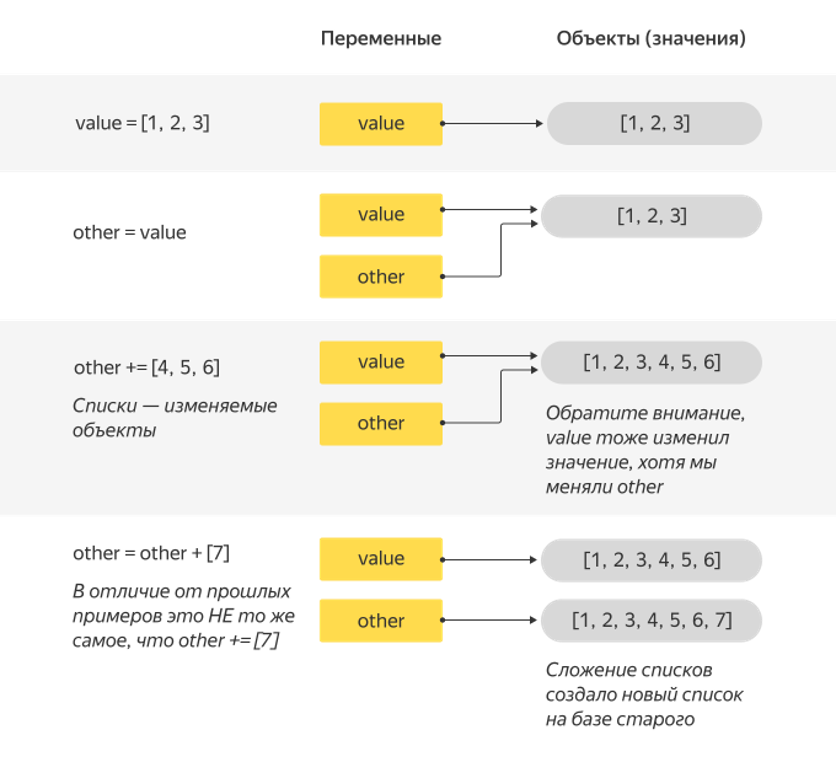 Переменные
Объекты (значения)
value = [1, 2, 3]
value
[1, 2, 3]
other = value
value
[1, 2, 3]
other
other += [4, 5, 6]
Списки — изменяемые
объекты
value
[1, 2, 3, 4, 5, 6]
other
Обратите внимание,
value тоже изменил
значение, хотя мы
меняли other
other = other + [7]
В отличие от прошлых
примеров это НЕ то же
самое, что other += [7]
value
[1, 2, 3, 4, 5, 6]
other
[1, 2, 3, 4, 5, 6, 7]
Сложение списков
создало новый список
на базе старого